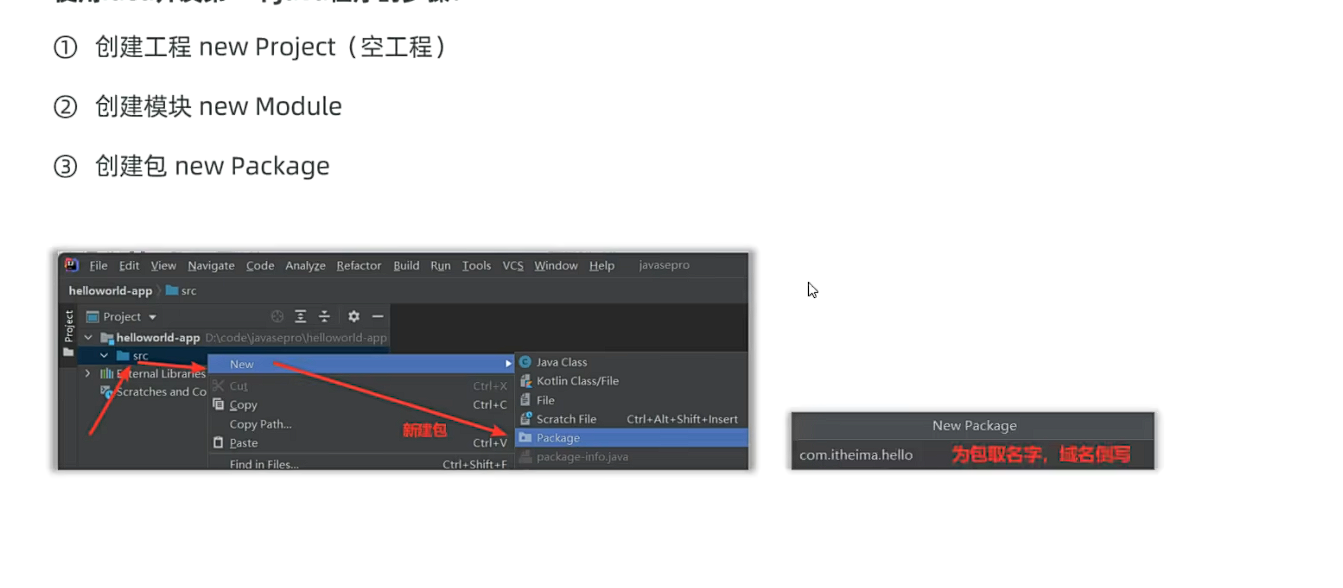 ① 创建工程 new Project（空工程）
② 创建模块 new Module
③ 创建包 new Package
File Edit View Navigate Code Analyze Refactor Build Run Tools VCS Window Help javasepro
helloworld-app src
Project
Project
helloworld-app D:\code\javasepro\helloworld-app
src
External Libraries
Scratches and Co
New
Cut Ctrl+X
Copy Ctrl+C
Copy Path...
Paste Ctrl+V
Find in Files... Ctrl+Shift+F
新建包
Java Class
Kotlin Class/File
File
Scratch File Ctrl+Alt+Shift+Insert
Package
package-info.java
New Package
com.itheima.hello 为包取名字，域名倒写